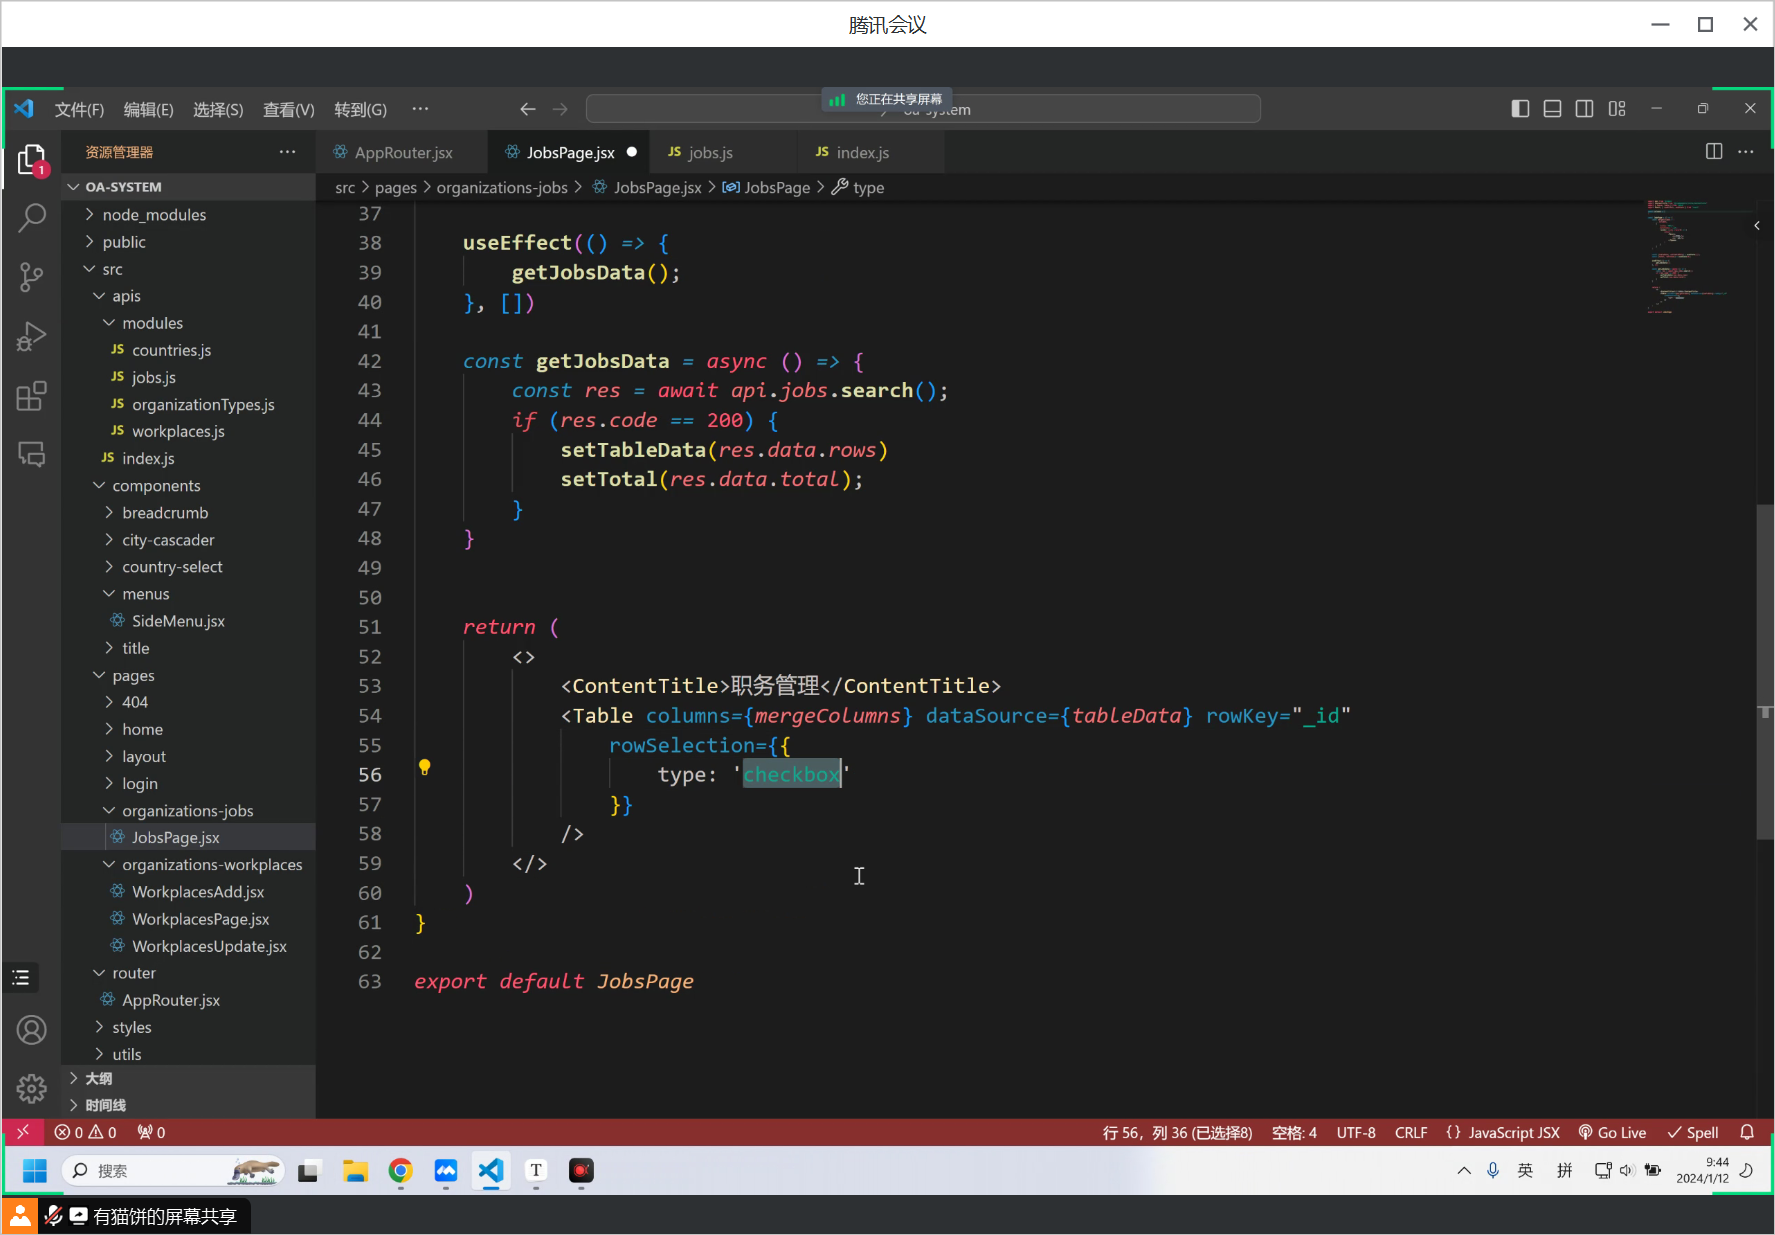 腾讯会议
文件(F) 编辑(E) 选择(S) 查看(V) 转到(G) ···
您正在共享屏幕
oa-system
资源管理器 ···
AppRouter.jsx JobsPage.jsx JS jobs.js JS index.js
src > pages > organizations-jobs > JobsPage.jsx > JobsPage > type
1
OA-SYSTEM
node_modules
public
src
apis
modules
JS countries.js
JS jobs.js
JS organizationTypes.js
JS workplaces.js
JS index.js
components
breadcrumb
city-cascader
country-select
menus
SideMenu.jsx
title
pages
404
home
layout
login
organizations-jobs
JobsPage.jsx
organizations-workplaces
WorkplacesAdd.jsx
WorkplacesPage.jsx
WorkplacesUpdate.jsx
router
AppRouter.jsx
styles
utils
大纲
时间线
37
38 useEffect(() => {
39 getJobsData();
40 }, [])
41
42 const getJobsData = async () => {
43 const res = await api.jobs.search();
44 if (res.code == 200) {
45 setTableData(res.data.rows)
46 setTotal(res.data.total);
47 }
48 }
49
50
51 return (
52 <>
53 <ContentTitle>职务管理</ContentTitle>
54 <Table columns={mergeColumns} dataSource={tableData} rowKey="_id"
55 rowSelection={{
56 type: 'checkbox'
57 }}
58 />
59 </>
60 )
61 }
62
63 export default JobsPage
0 0 0 行 56，列 36 (已选择8) 空格: 4 UTF-8 CRLF {} JavaScript JSX Go Live Spell
搜索 T 英 拼 9:44
2024/1/12
有猫饼的屏幕共享